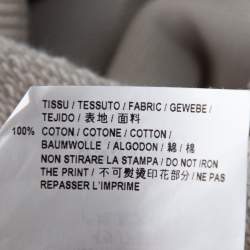 TISSU / TESSUTO / FABRIC / GEWEBE /
TEJIDO / 表地 / 面料
100% COTON / COTONE / COTTON /
BAUMWOLLE / ALGODON / 綿 / 棉
NON STIRARE LA STAMPA / DO NOT IRON
THE PRINT / 不可熨烫印花部分 / NE PAS
REPASSER L'IMPRIME